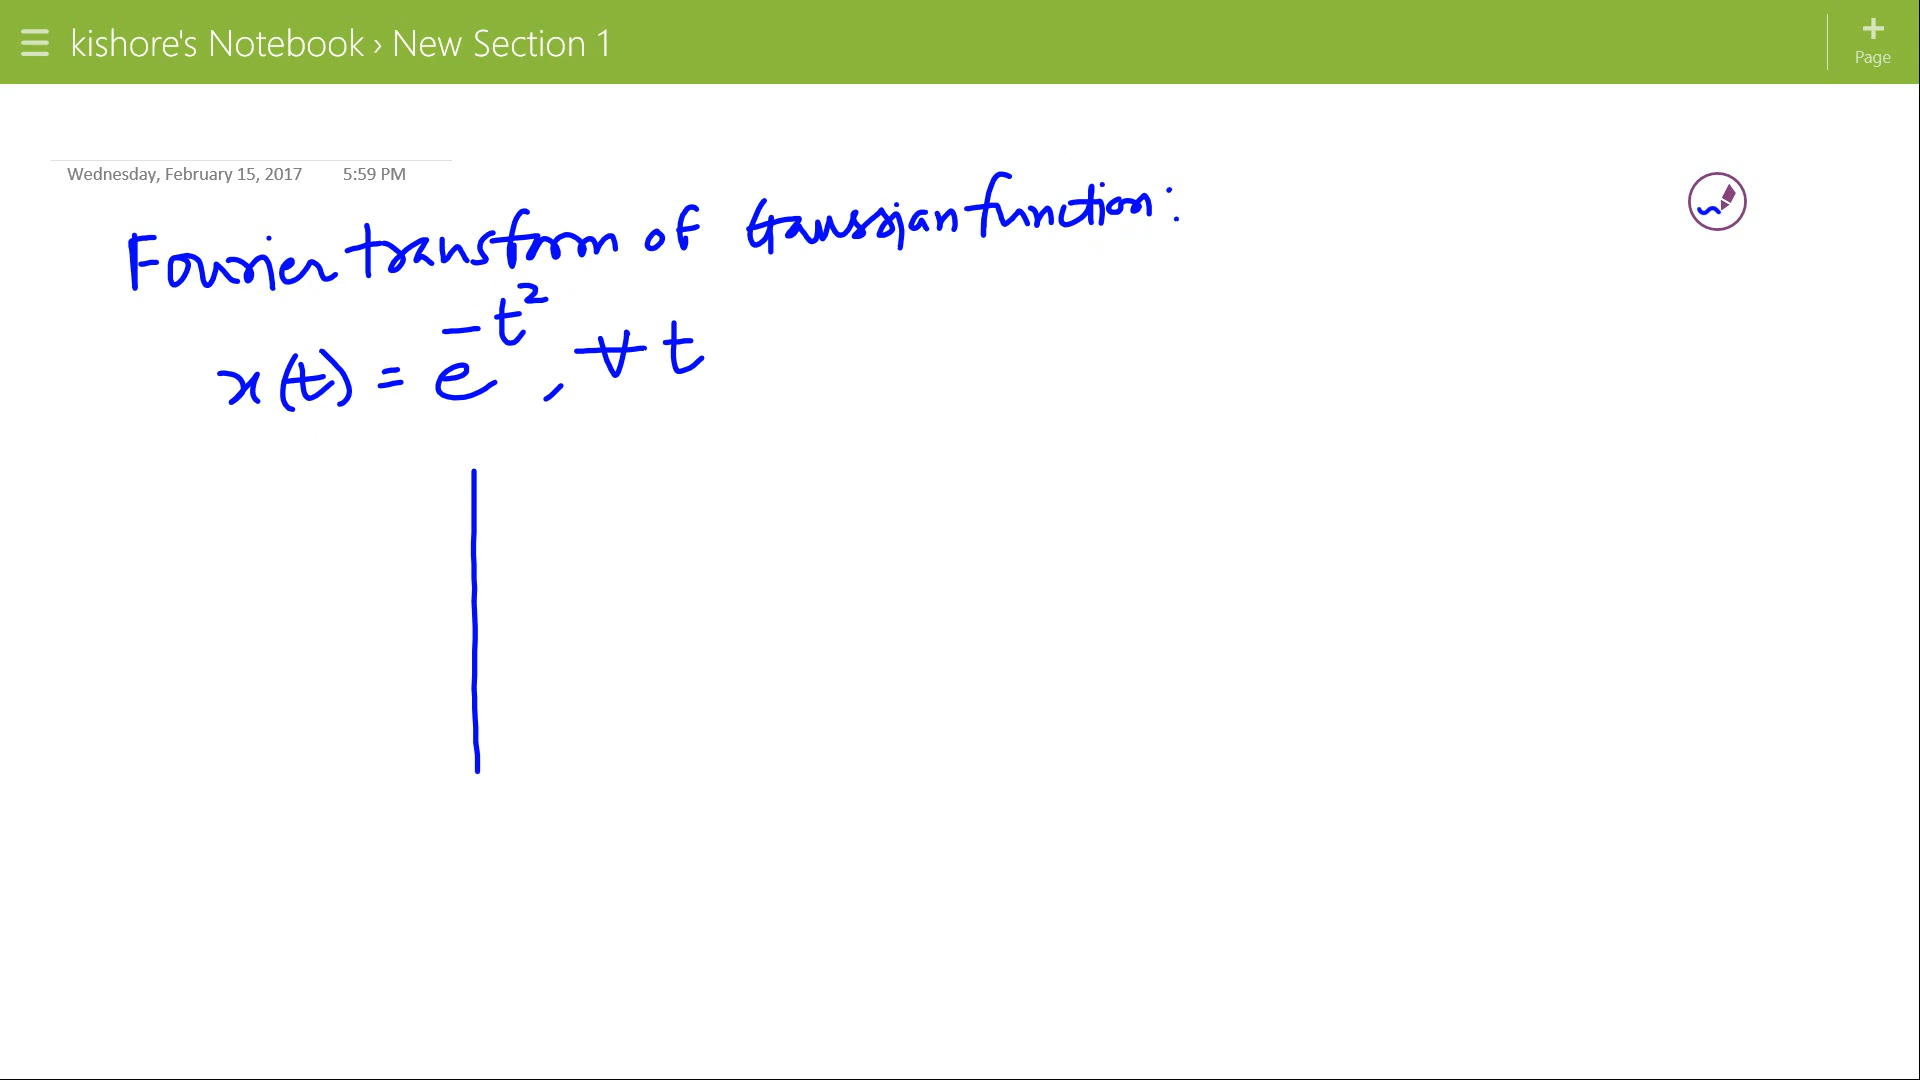 kishore's Notebook › New Section 1
Page
Wednesday, February 15, 2017 5:59 PM
Fourier transform of Gaussian function:
x(t) = e^{-t^2}, ∀ t